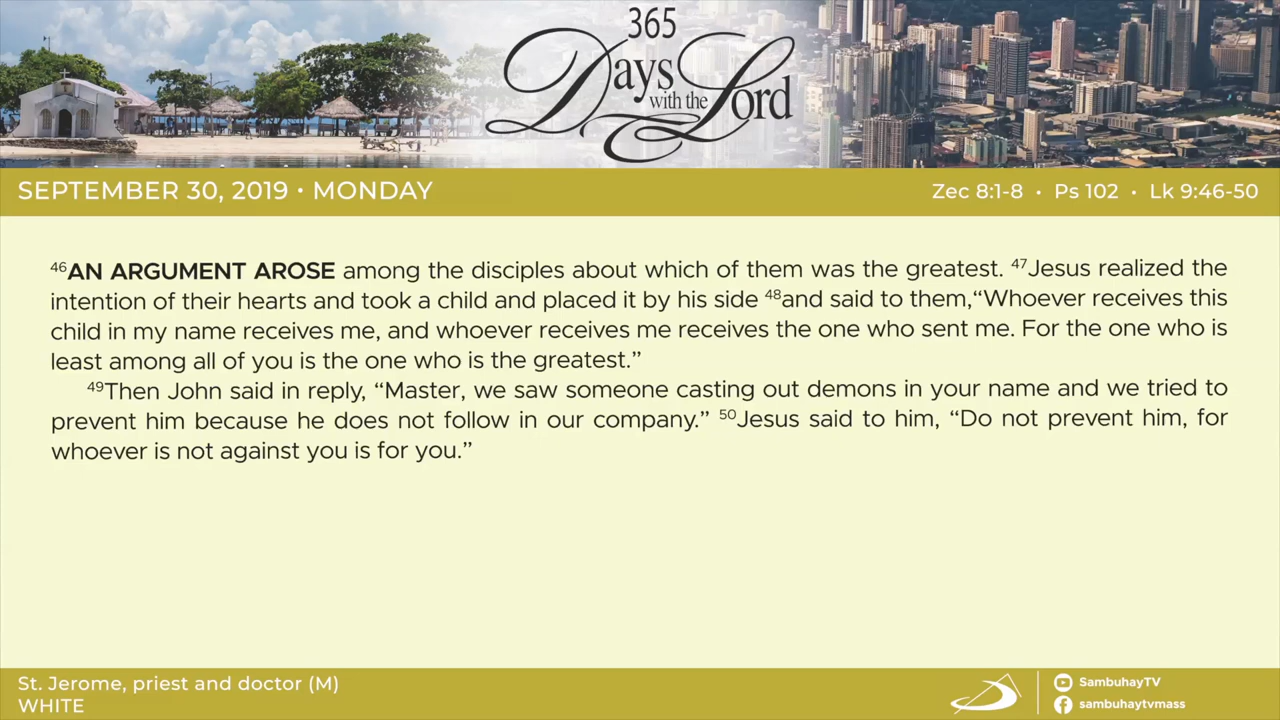 365
Days
with the
Lord
SEPTEMBER 30, 2019 • MONDAY
Zec 8:1-8 • Ps 102 • Lk 9:46-50
⁴⁶AN ARGUMENT AROSE among the disciples about which of them was the greatest. ⁴⁷Jesus realized the
intention of their hearts and took a child and placed it by his side ⁴⁸and said to them,“Whoever receives this
child in my name receives me, and whoever receives me receives the one who sent me. For the one who is
least among all of you is the one who is the greatest.”
⁴⁹Then John said in reply, “Master, we saw someone casting out demons in your name and we tried to
prevent him because he does not follow in our company.” ⁵⁰Jesus said to him, “Do not prevent him, for
whoever is not against you is for you.”
St. Jerome, priest and doctor (M)
WHITE
SambuhayTV
sambuhaytvmass